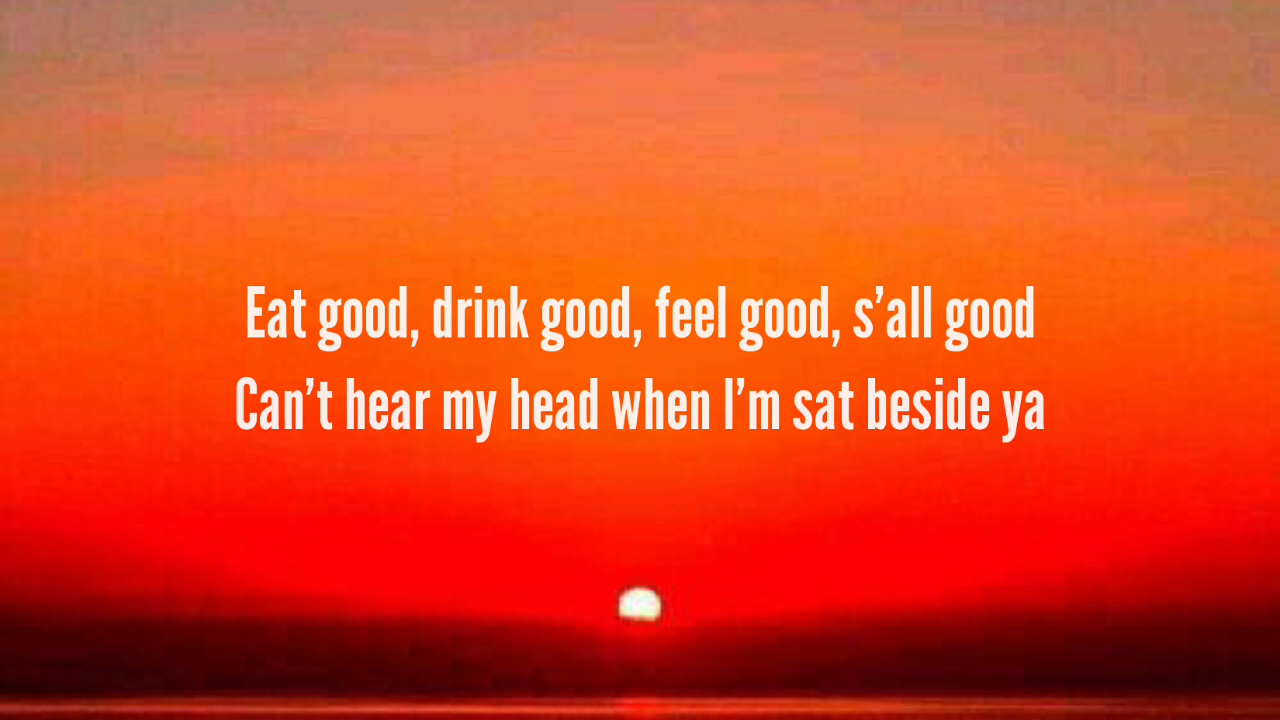 Eat good, drink good, feel good, s’all good
Can’t hear my head when I’m sat beside ya